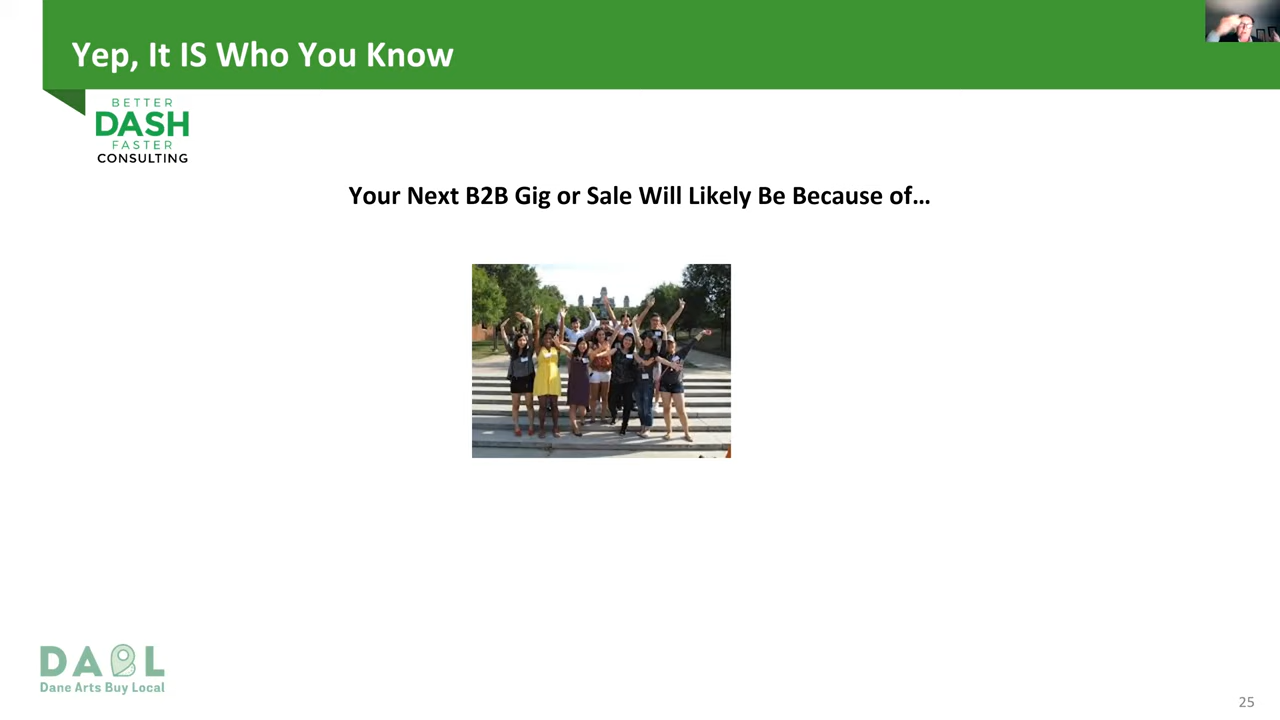 Yep, It IS Who You Know
BETTER
DASH
FASTER
CONSULTING
Your Next B2B Gig or Sale Will Likely Be Because of…
DABL
Dane Arts Buy Local
25